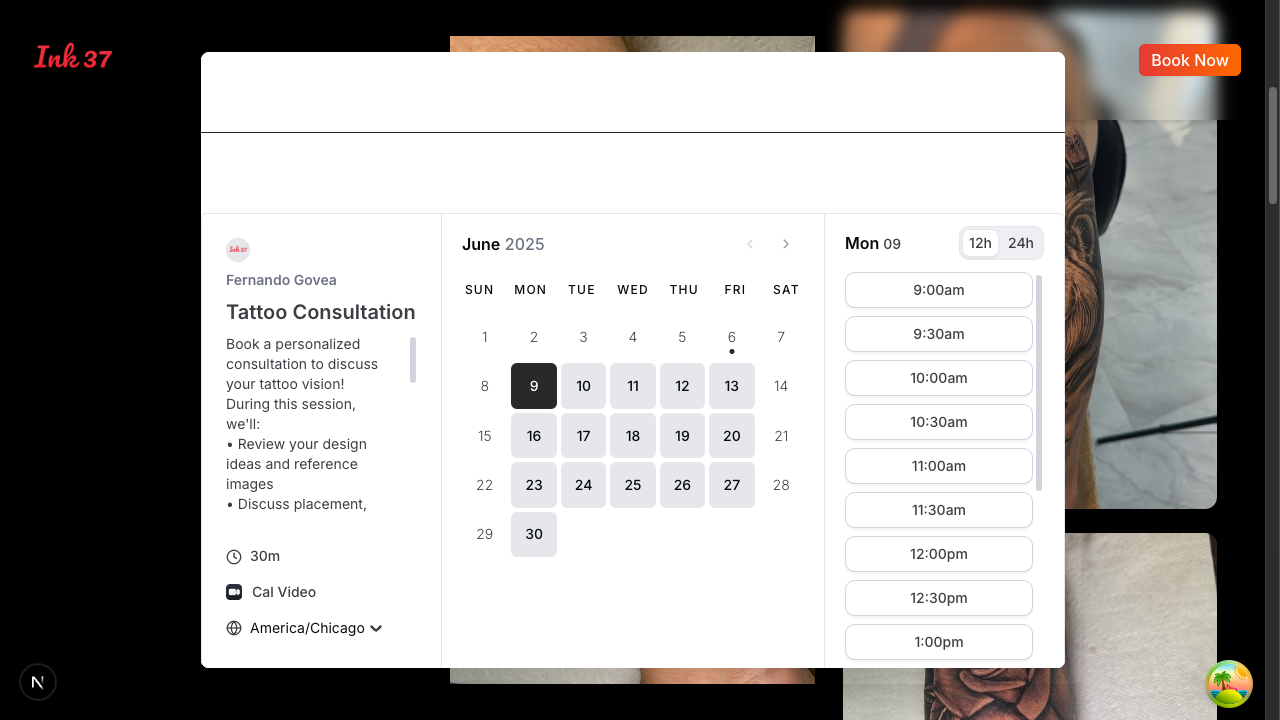 Ink 37
Book Now
Ink 37
Fernando Govea
Tattoo Consultation
Book a personalized
consultation to discuss
your tattoo vision!
During this session,
we'll:
• Review your design
ideas and reference
images
• Discuss placement,
30m
Cal Video
America/Chicago
June 2025
SUN MON TUE WED THU FRI SAT
1 2 3 4 5 6 7
8 9 10 11 12 13 14
15 16 17 18 19 20 21
22 23 24 25 26 27 28
29 30
Mon 09
12h 24h
9:00am
9:30am
10:00am
10:30am
11:00am
11:30am
12:00pm
12:30pm
1:00pm
N